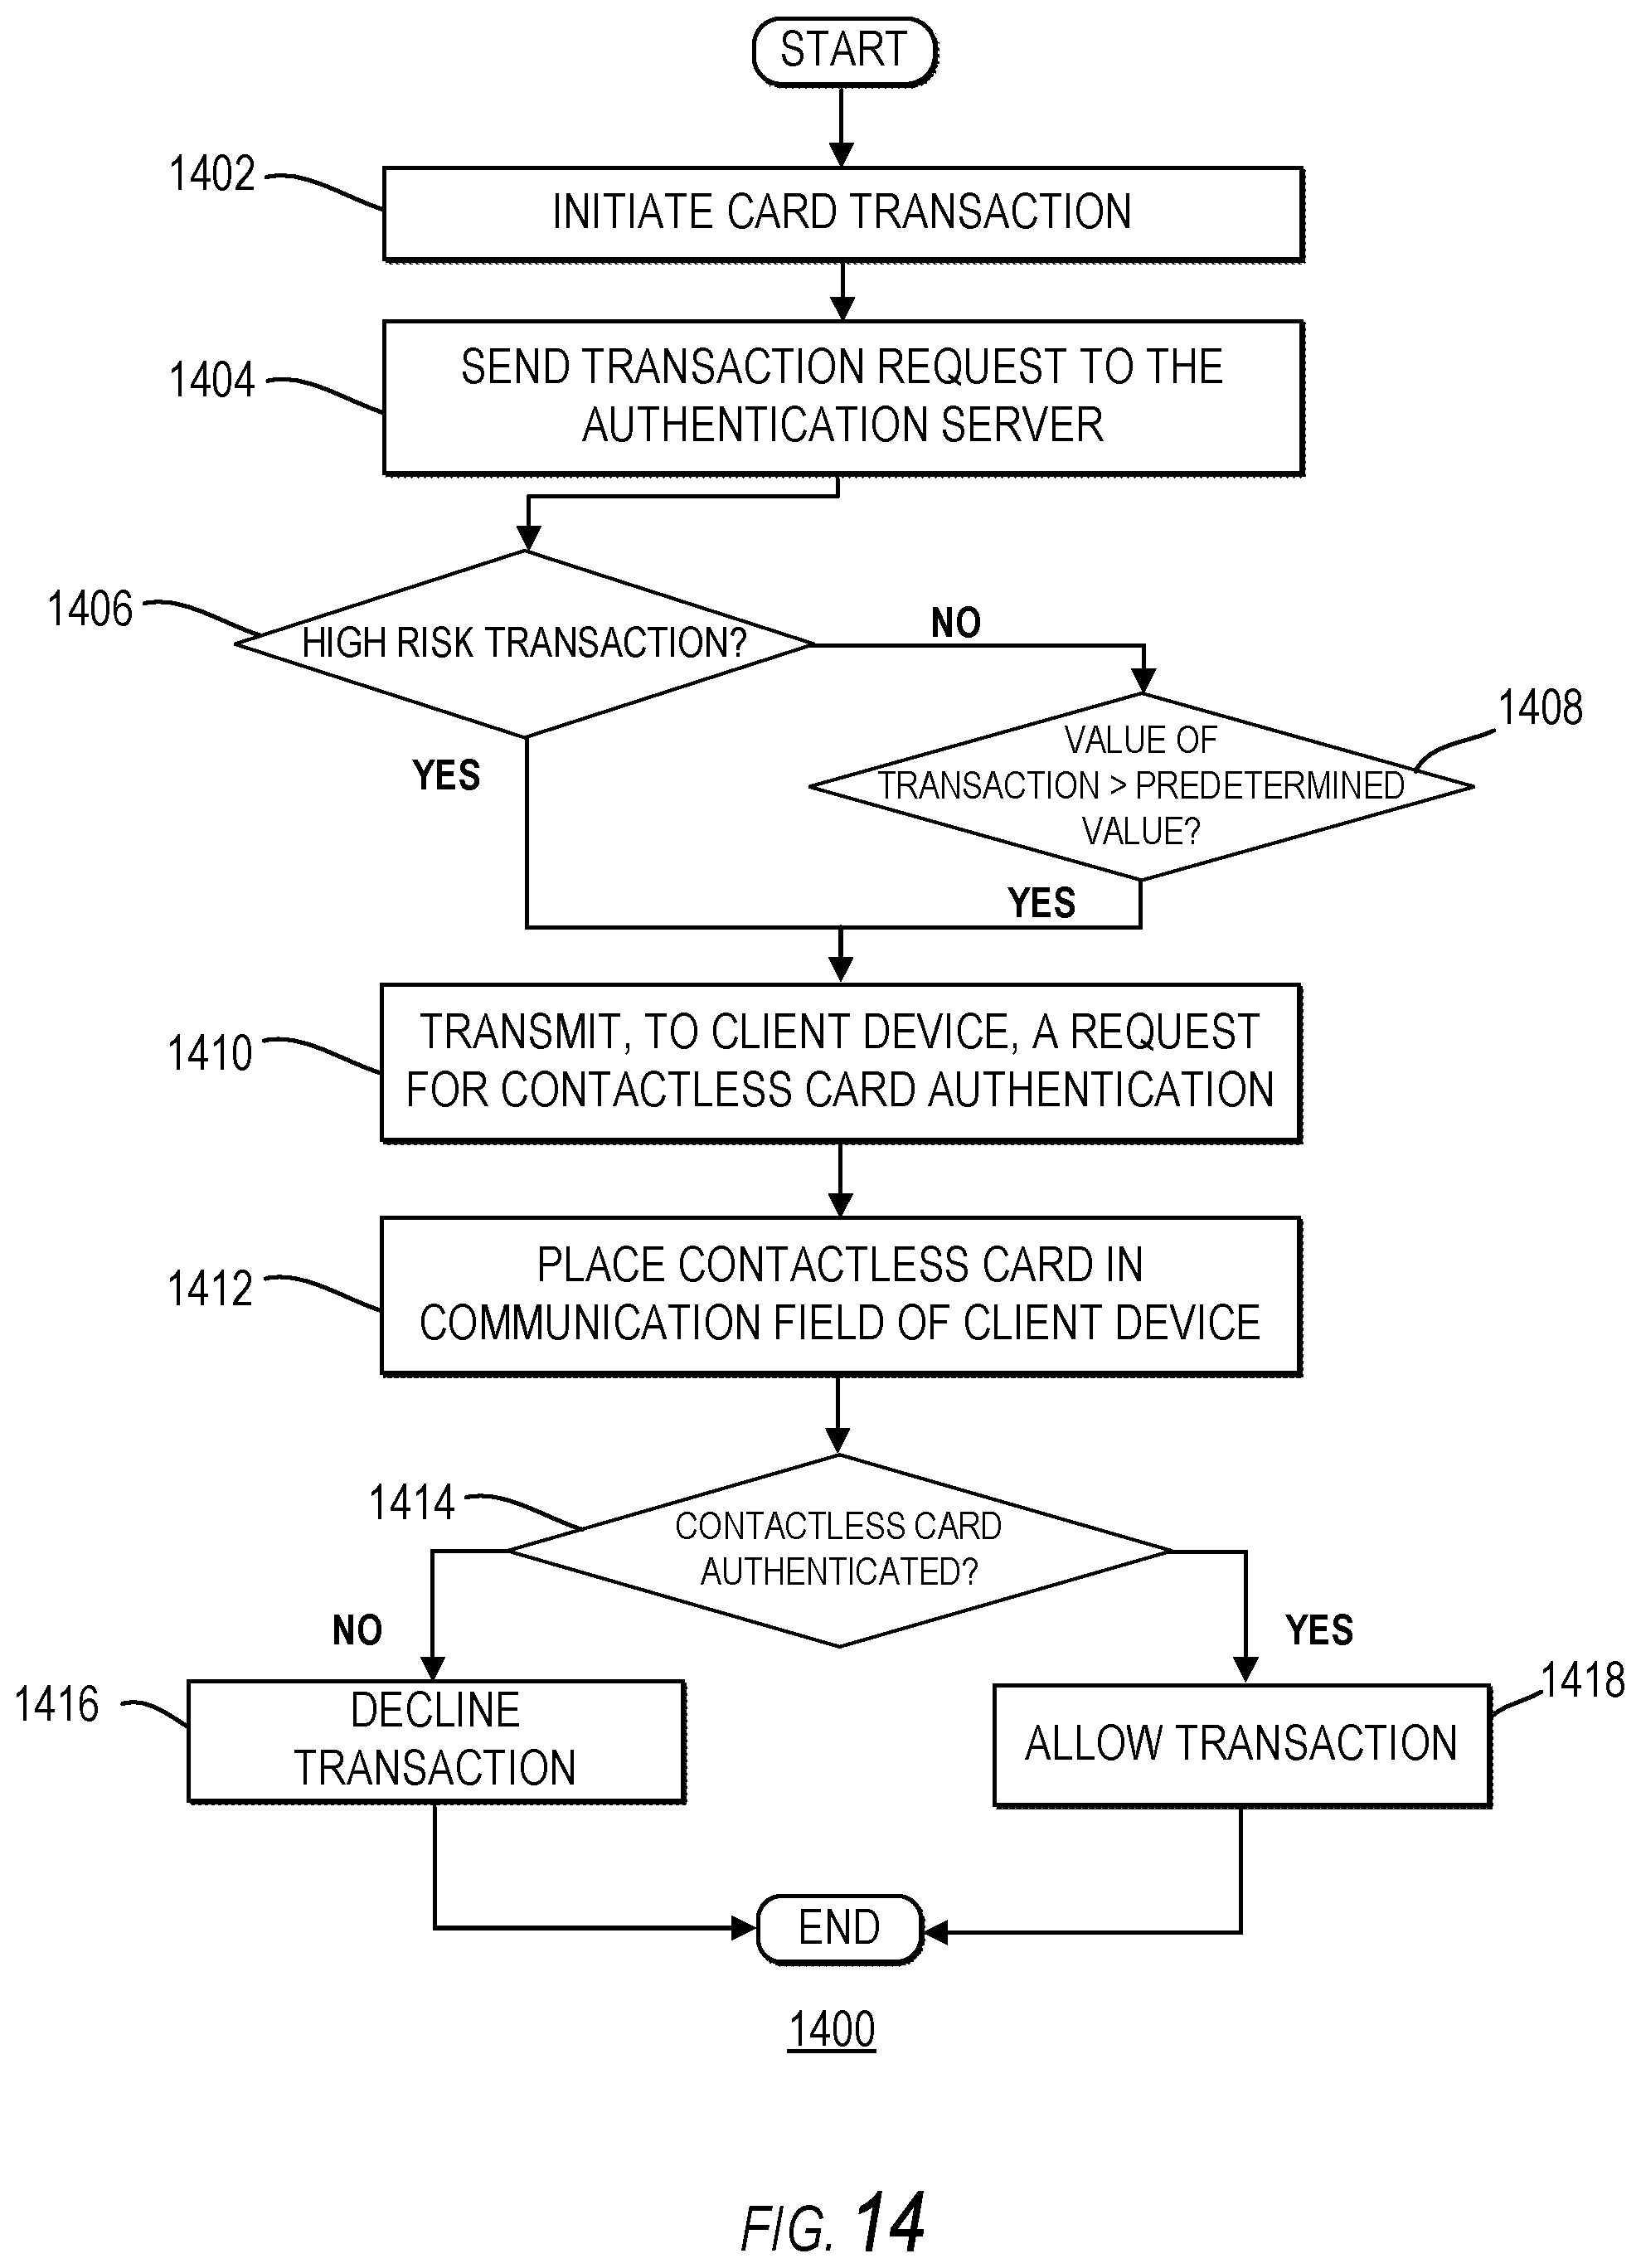 START
1402
INITIATE CARD TRANSACTION
1404
SEND TRANSACTION REQUEST TO THE
AUTHENTICATION SERVER
1406
HIGH RISK TRANSACTION?
NO
YES
1408
VALUE OF
TRANSACTION > PREDETERMINED
VALUE?
YES
1410
TRANSMIT, TO CLIENT DEVICE, A REQUEST
FOR CONTACTLESS CARD AUTHENTICATION
1412
PLACE CONTACTLESS CARD IN
COMMUNICATION FIELD OF CLIENT DEVICE
1414
CONTACTLESS CARD
AUTHENTICATED?
NO
YES
1416
DECLINE
TRANSACTION
1418
ALLOW TRANSACTION
END
1400
FIG. 14